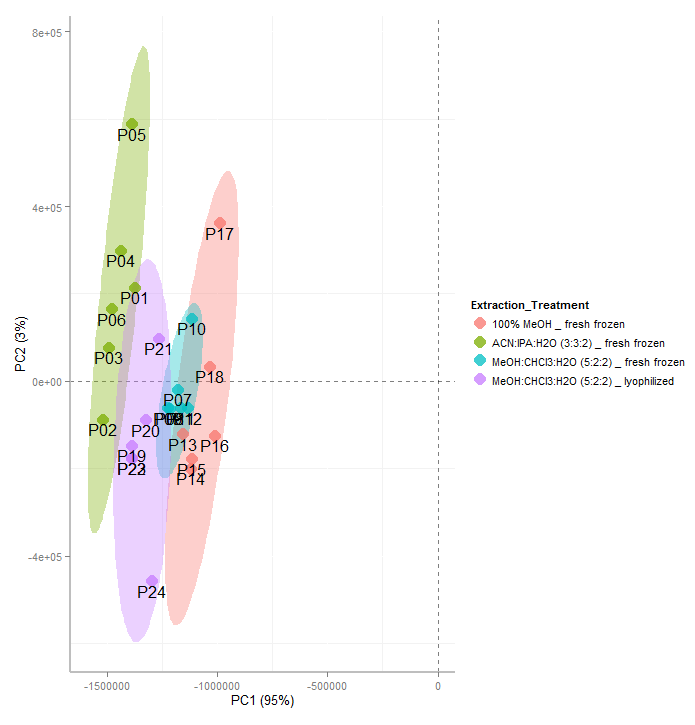 8e+05
P05
4e+05
P17
P04
P01
P06
P10
P21
P03
PC2 (3%)
P18
0e+00
P07
P02
P20
P13
P16
P19
P15
P14
P24
-4e+05
-1500000
-1000000
-500000
0
PC1 (95%)
Extraction_Treatment
100% MeOH _ fresh frozen
ACN:IPA:H2O (3:3:2) _ fresh frozen
MeOH:CHCl3:H2O (5:2:2) _ fresh frozen
MeOH:CHCl3:H2O (5:2:2) _ lyophilized